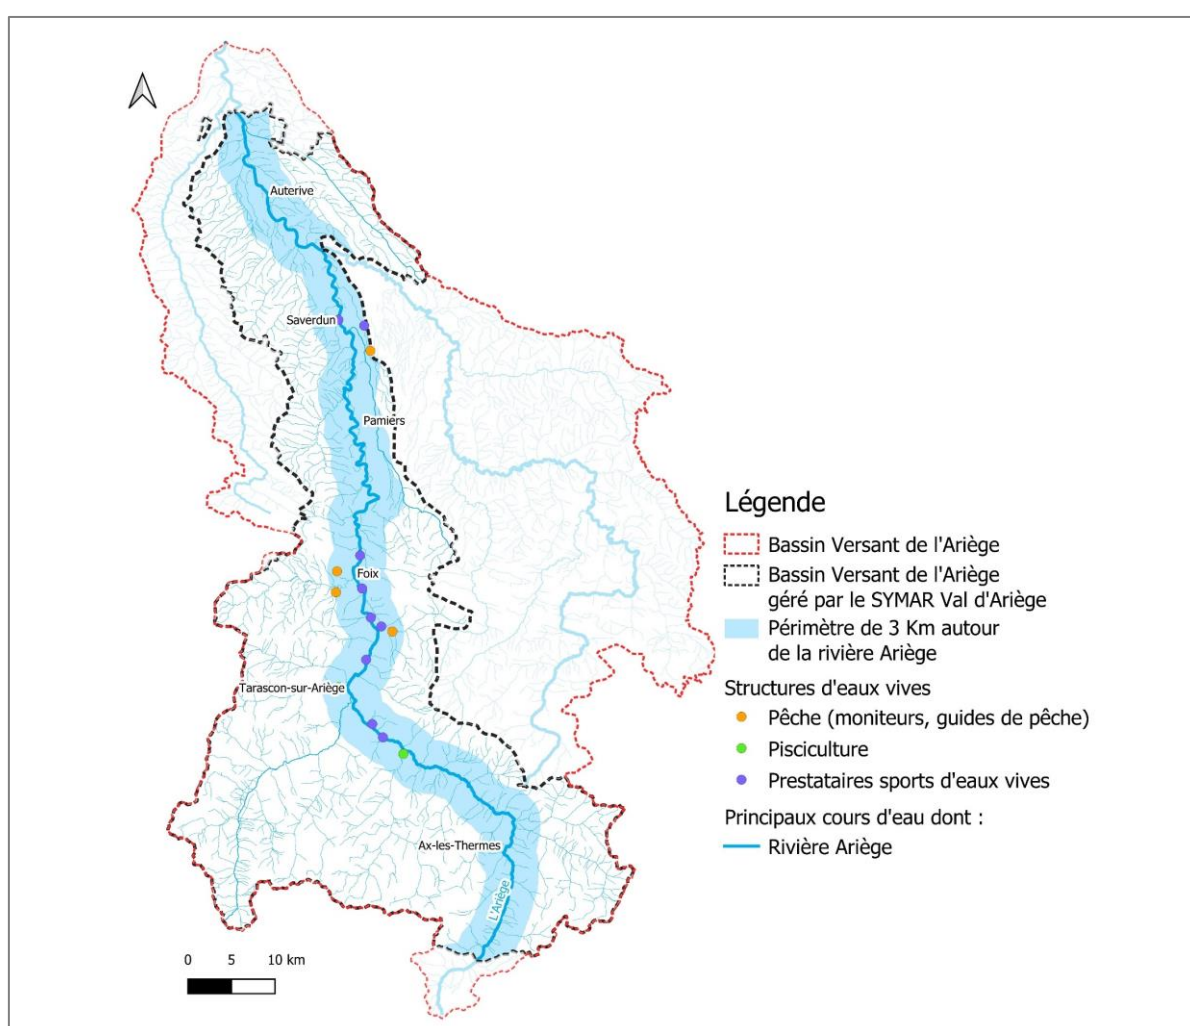 Auterive
Saverdun
Pamiers
Foix
Tarascon-sur-Ariège
Ax-les-Thermes
L'Ariège
0 5 10 km
Légende
Bassin Versant de l'Ariège
Bassin Versant de l'Ariège
géré par le SYMAR Val d'Ariège
Périmètre de 3 Km autour
de la rivière Ariège
Structures d'eaux vives
Pêche (moniteurs, guides de pêche)
Pisciculture
Prestataires sports d'eaux vives
Principaux cours d'eau dont :
Rivière Ariège